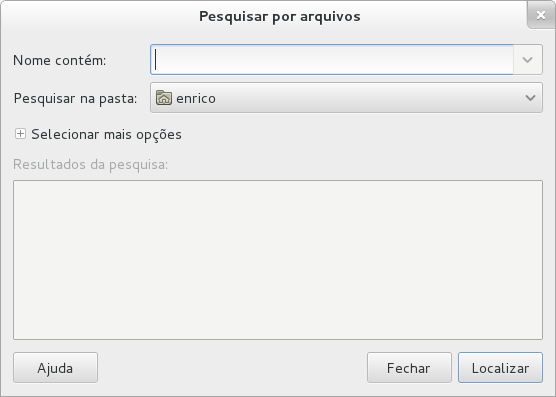 Pesquisar por arquivos
Nome contém:
Pesquisar na pasta: enrico
Selecionar mais opções
Resultados da pesquisa:
Ajuda Fechar Localizar